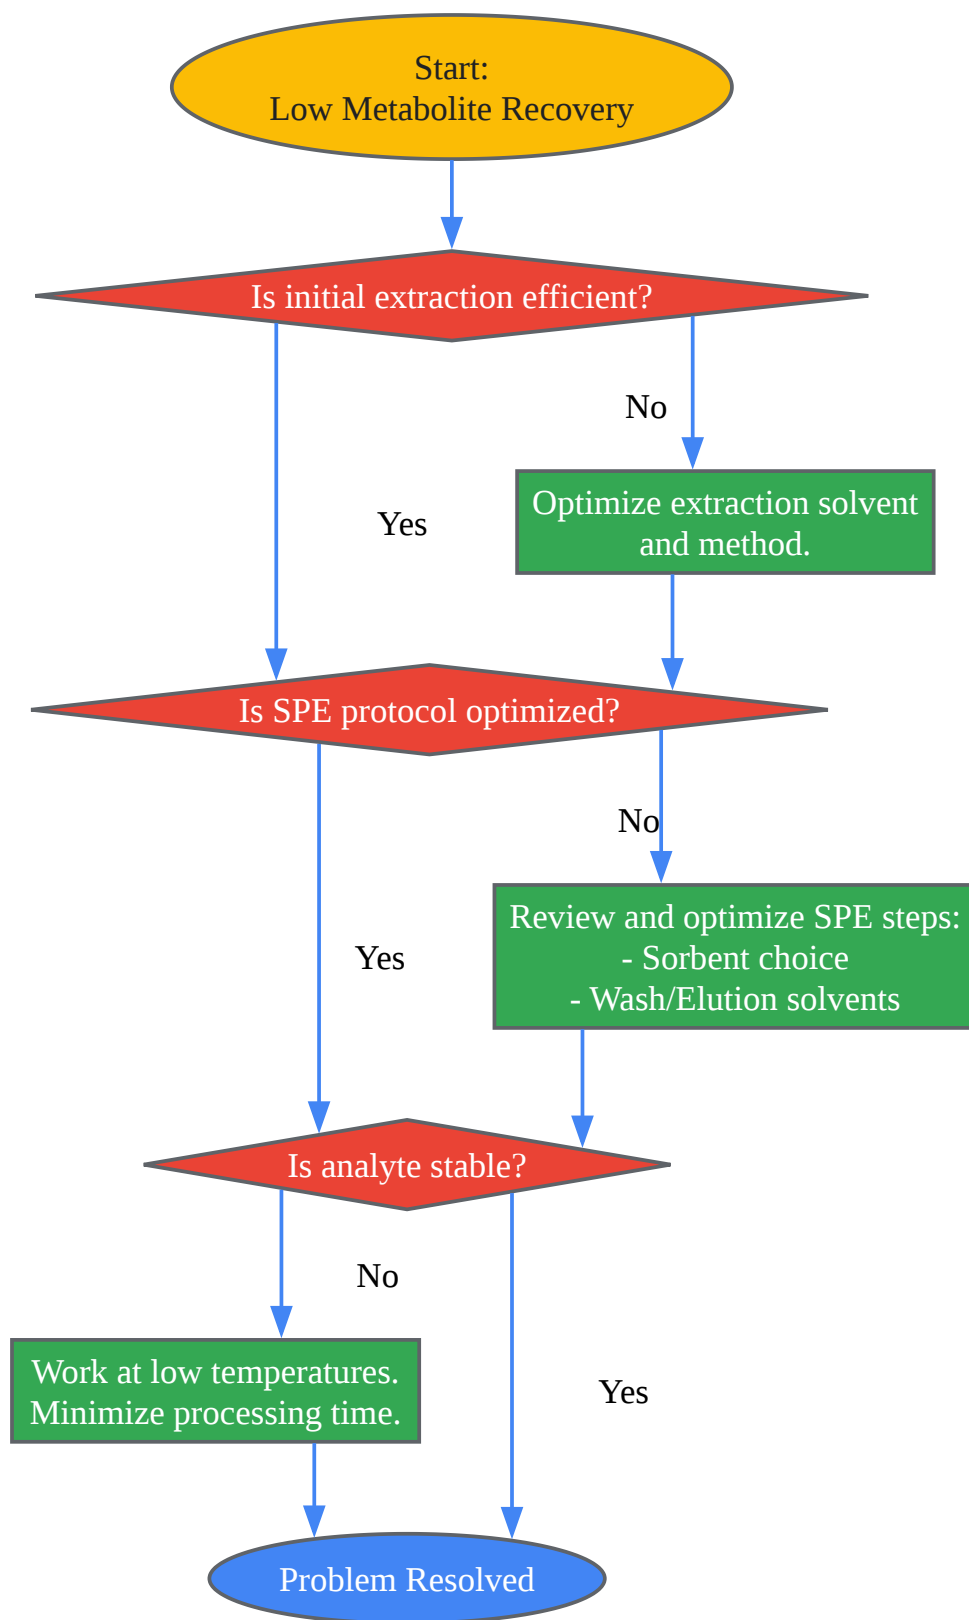 Start:
Low Metabolite Recovery
Is initial extraction efficient?
No
Optimize extraction solvent
and method.
Yes
Is SPE protocol optimized?
No
Review and optimize SPE steps:
- Sorbent choice
- Wash/Elution solvents
Yes
Is analyte stable?
No
Work at low temperatures.
Minimize processing time.
Yes
Problem Resolved